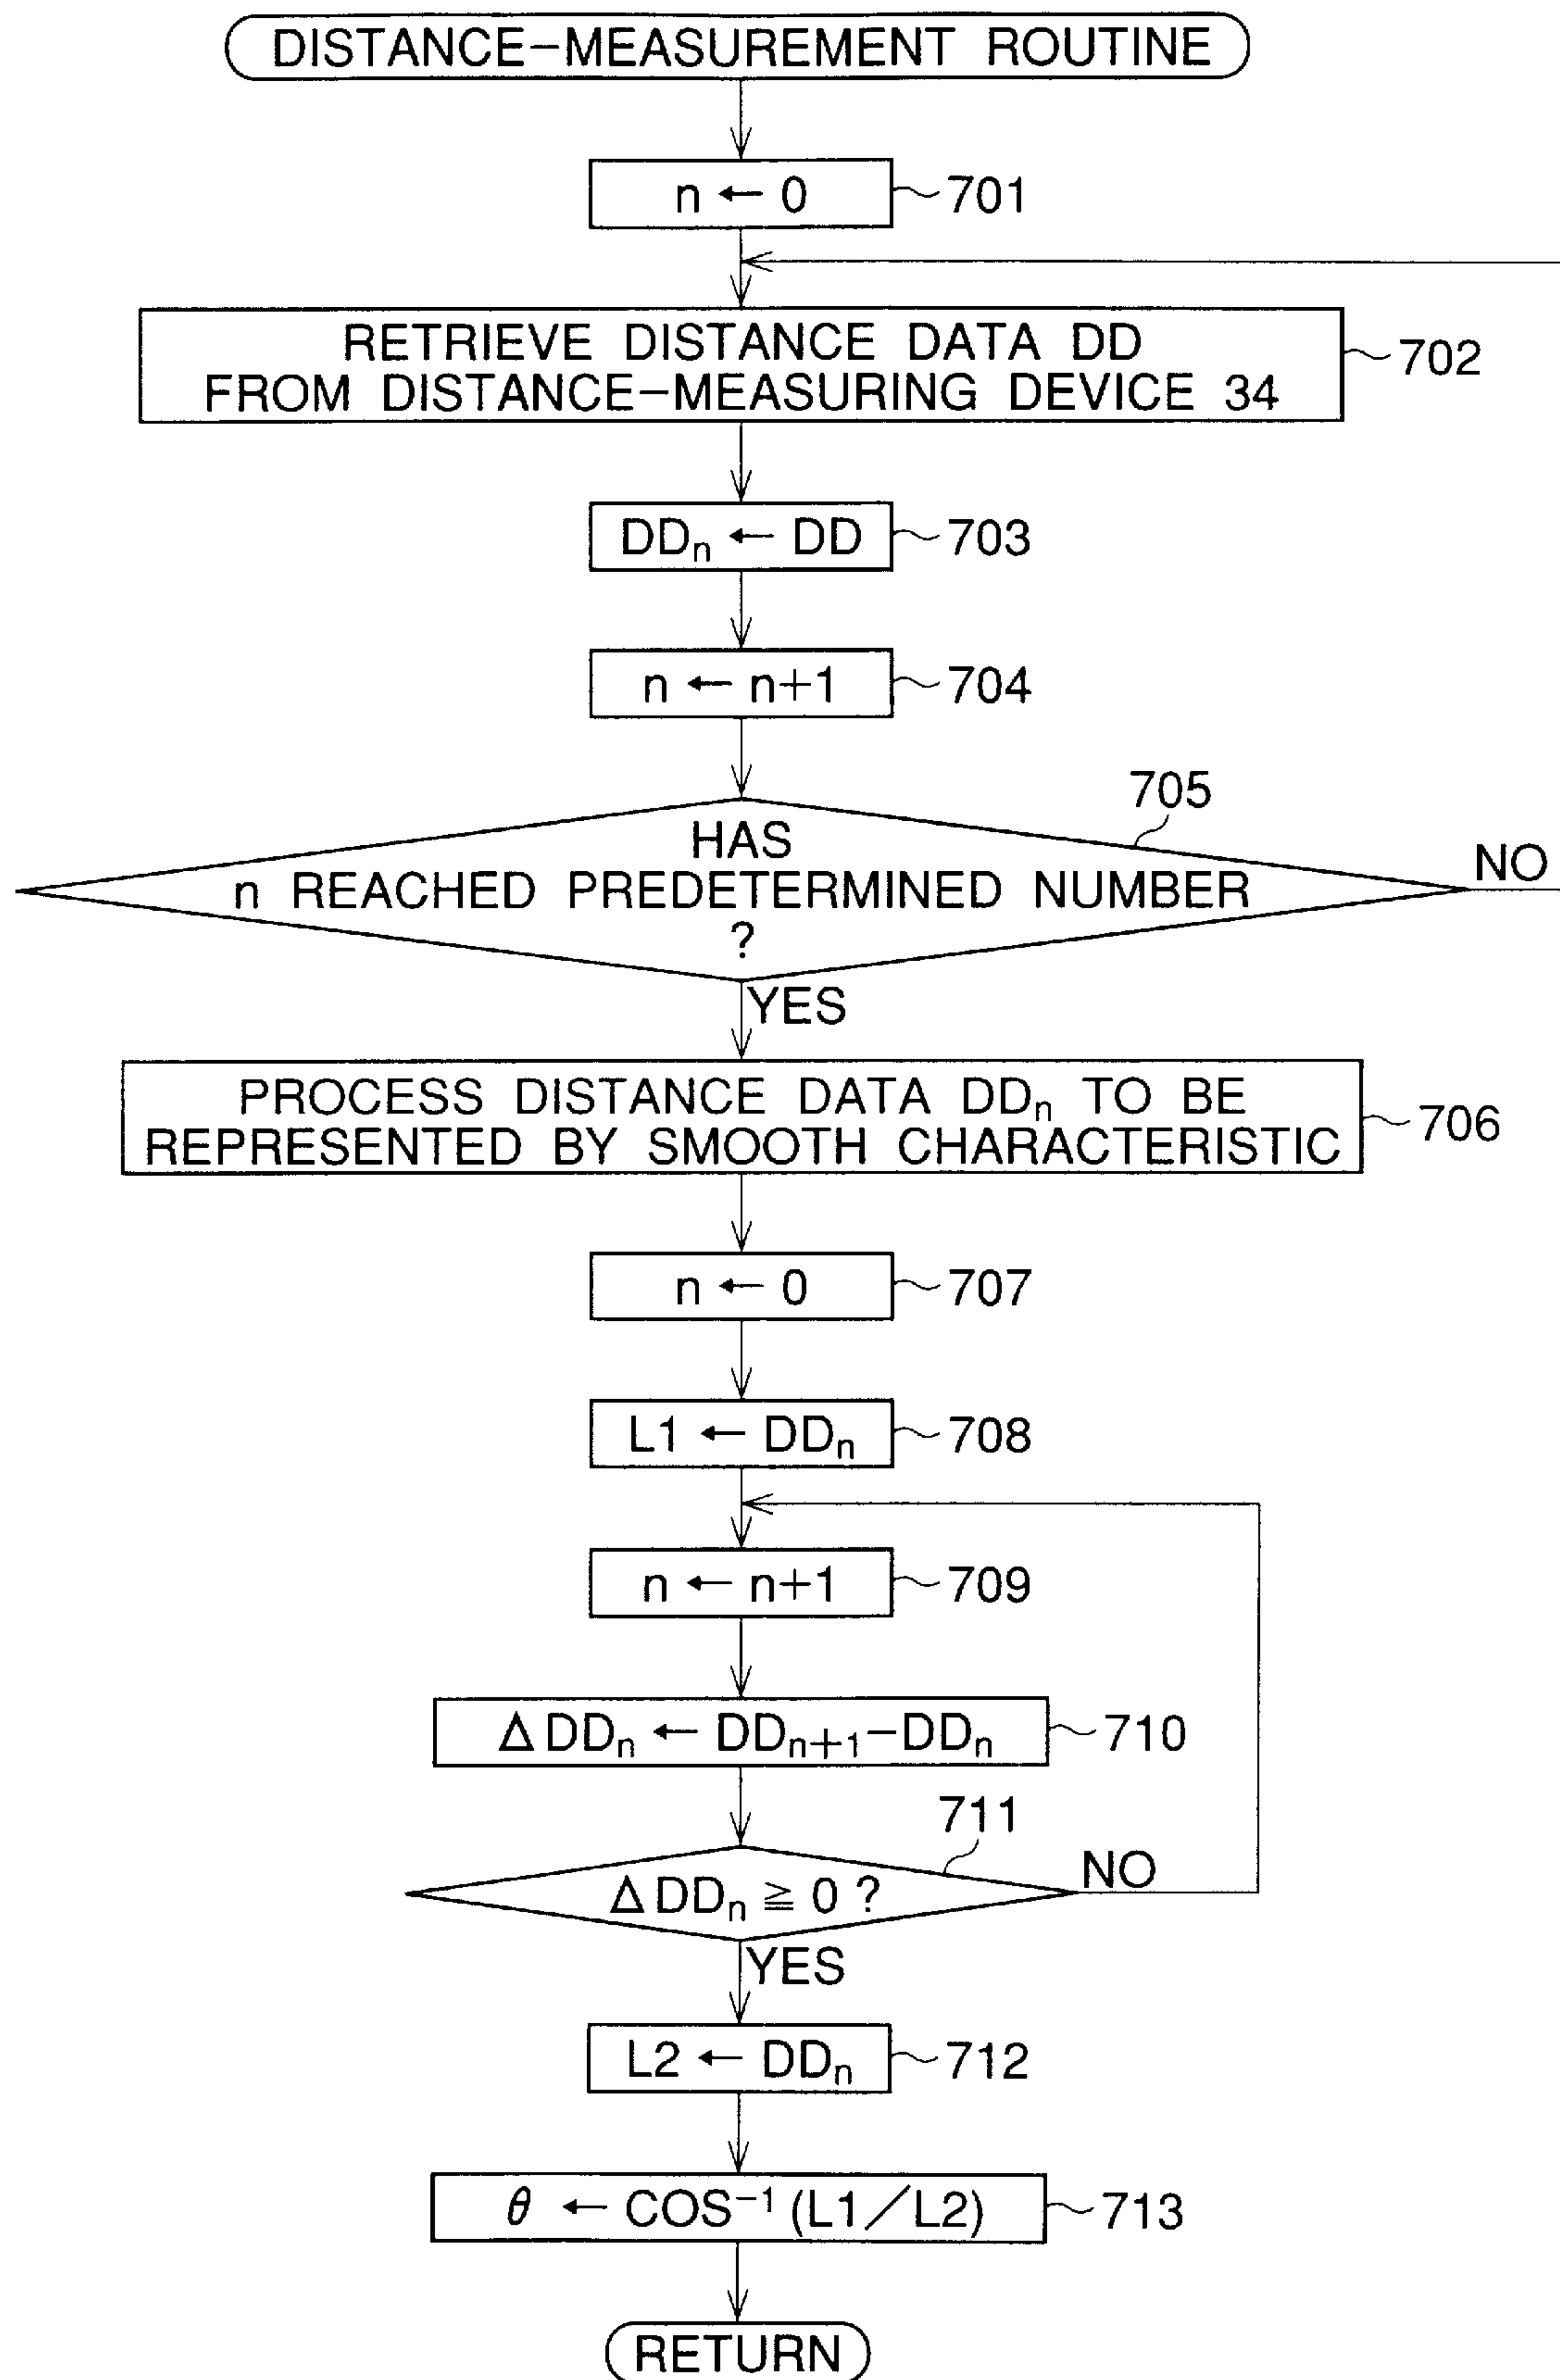 DISTANCE-MEASUREMENT ROUTINE
n ← 0
701
RETRIEVE DISTANCE DATA DD
FROM DISTANCE-MEASURING DEVICE 34
702
DDn ← DD
703
n ← n+1
704
705
HAS
n REACHED PREDETERMINED NUMBER
?
NO
YES
PROCESS DISTANCE DATA DDn TO BE
REPRESENTED BY SMOOTH CHARACTERISTIC
706
n ← 0
707
L1 ← DDn
708
n ← n+1
709
Δ DDn ← DDn+1−DDn
710
711
Δ DDn ≧ 0 ?
NO
YES
L2 ← DDn
712
θ ← COS⁻¹ (L1/L2)
713
RETURN